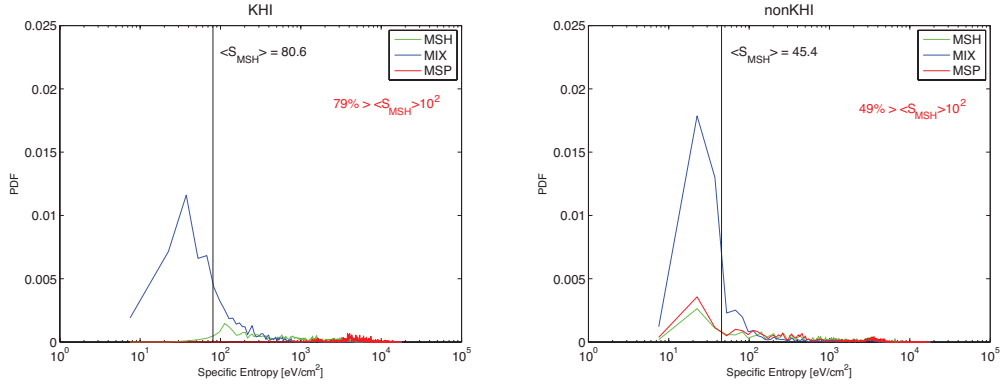 KHI
0.025
0.02
0.015
0.01
0.005
0
PDF
<S_MSH> = 80.6
79% > <S_MSH>10^2
MSH
MIX
MSP
10^0
10^1
10^2
10^3
10^4
10^5
Specific Entropy [eV/cm^2]
nonKHI
0.025
0.02
0.015
0.01
0.005
0
PDF
<S_MSH> = 45.4
49% > <S_MSH>10^2
MSH
MIX
MSP
10^0
10^1
10^2
10^3
10^4
10^5
Specific Entropy [eV/cm^2]